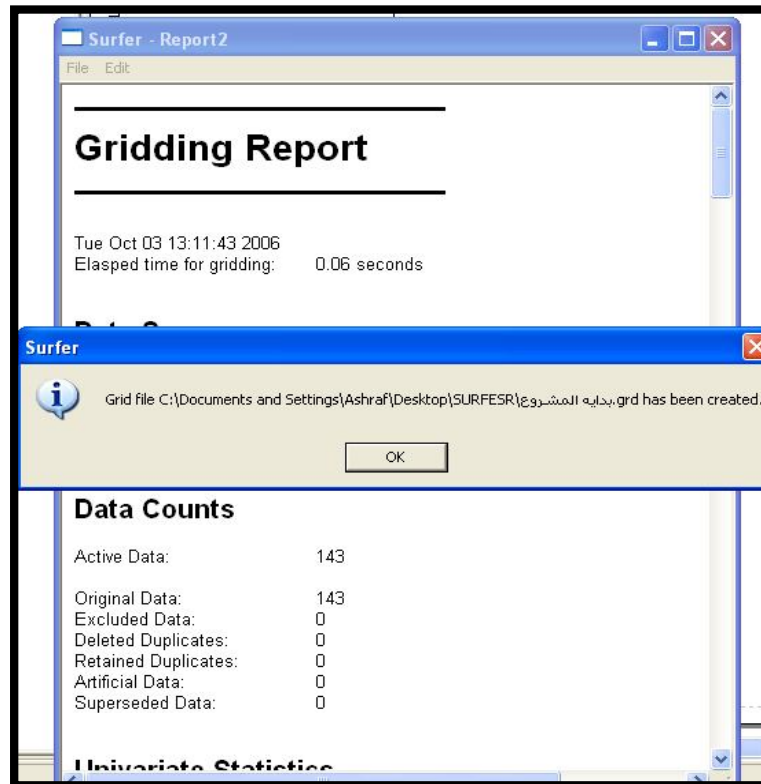 Surfer - Report2
File Edit
Gridding Report
Tue Oct 03 13:11:43 2006
Elasped time for gridding: 0.06 seconds
Surfer
Grid file C:\Documents and Settings\Ashraf\Desktop\SURFESR\بدايه المشروع.grd has been created.
OK
Data Counts
Active Data: 143
Original Data: 143
Excluded Data: 0
Deleted Duplicates: 0
Retained Duplicates: 0
Artificial Data: 0
Superseded Data: 0
Univariate Statistics